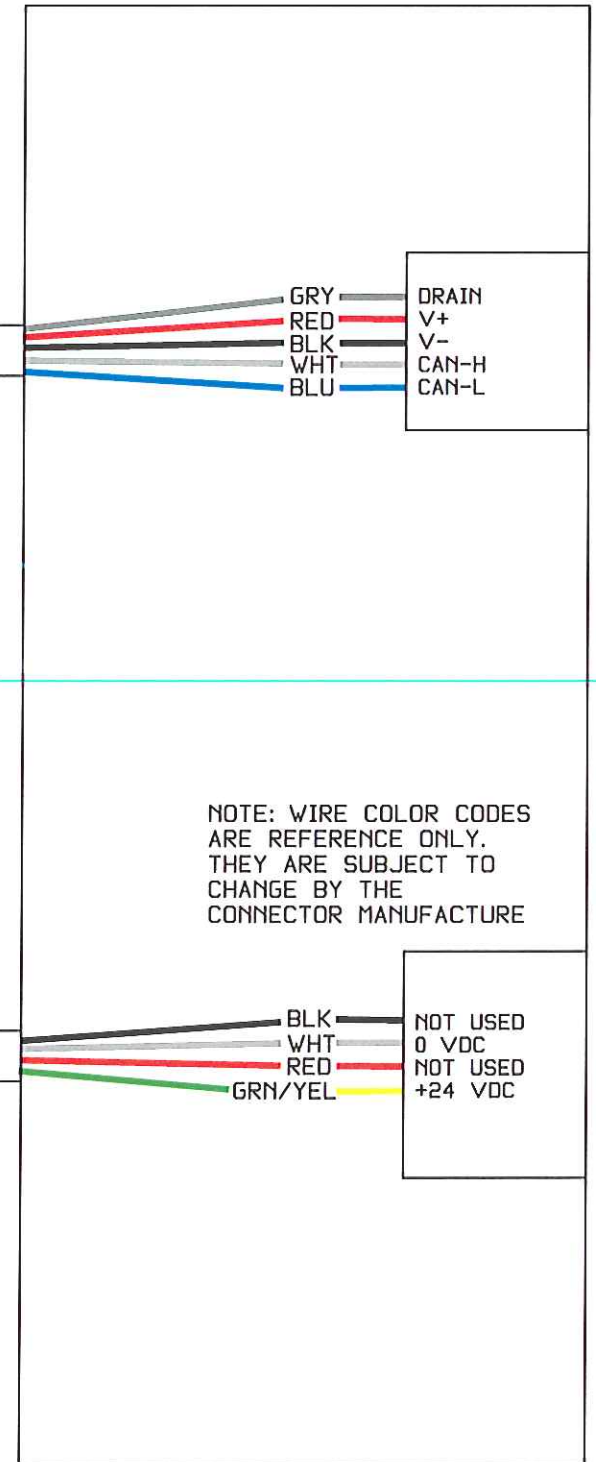 GRY DRAIN
RED V+
BLK V-
WHT CAN-H
BLU CAN-L
NOTE: WIRE COLOR CODES
ARE REFERENCE ONLY.
THEY ARE SUBJECT TO
CHANGE BY THE
CONNECTOR MANUFACTURE
BLK NOT USED
WHT 0 VDC
RED NOT USED
GRN/YEL +24 VDC